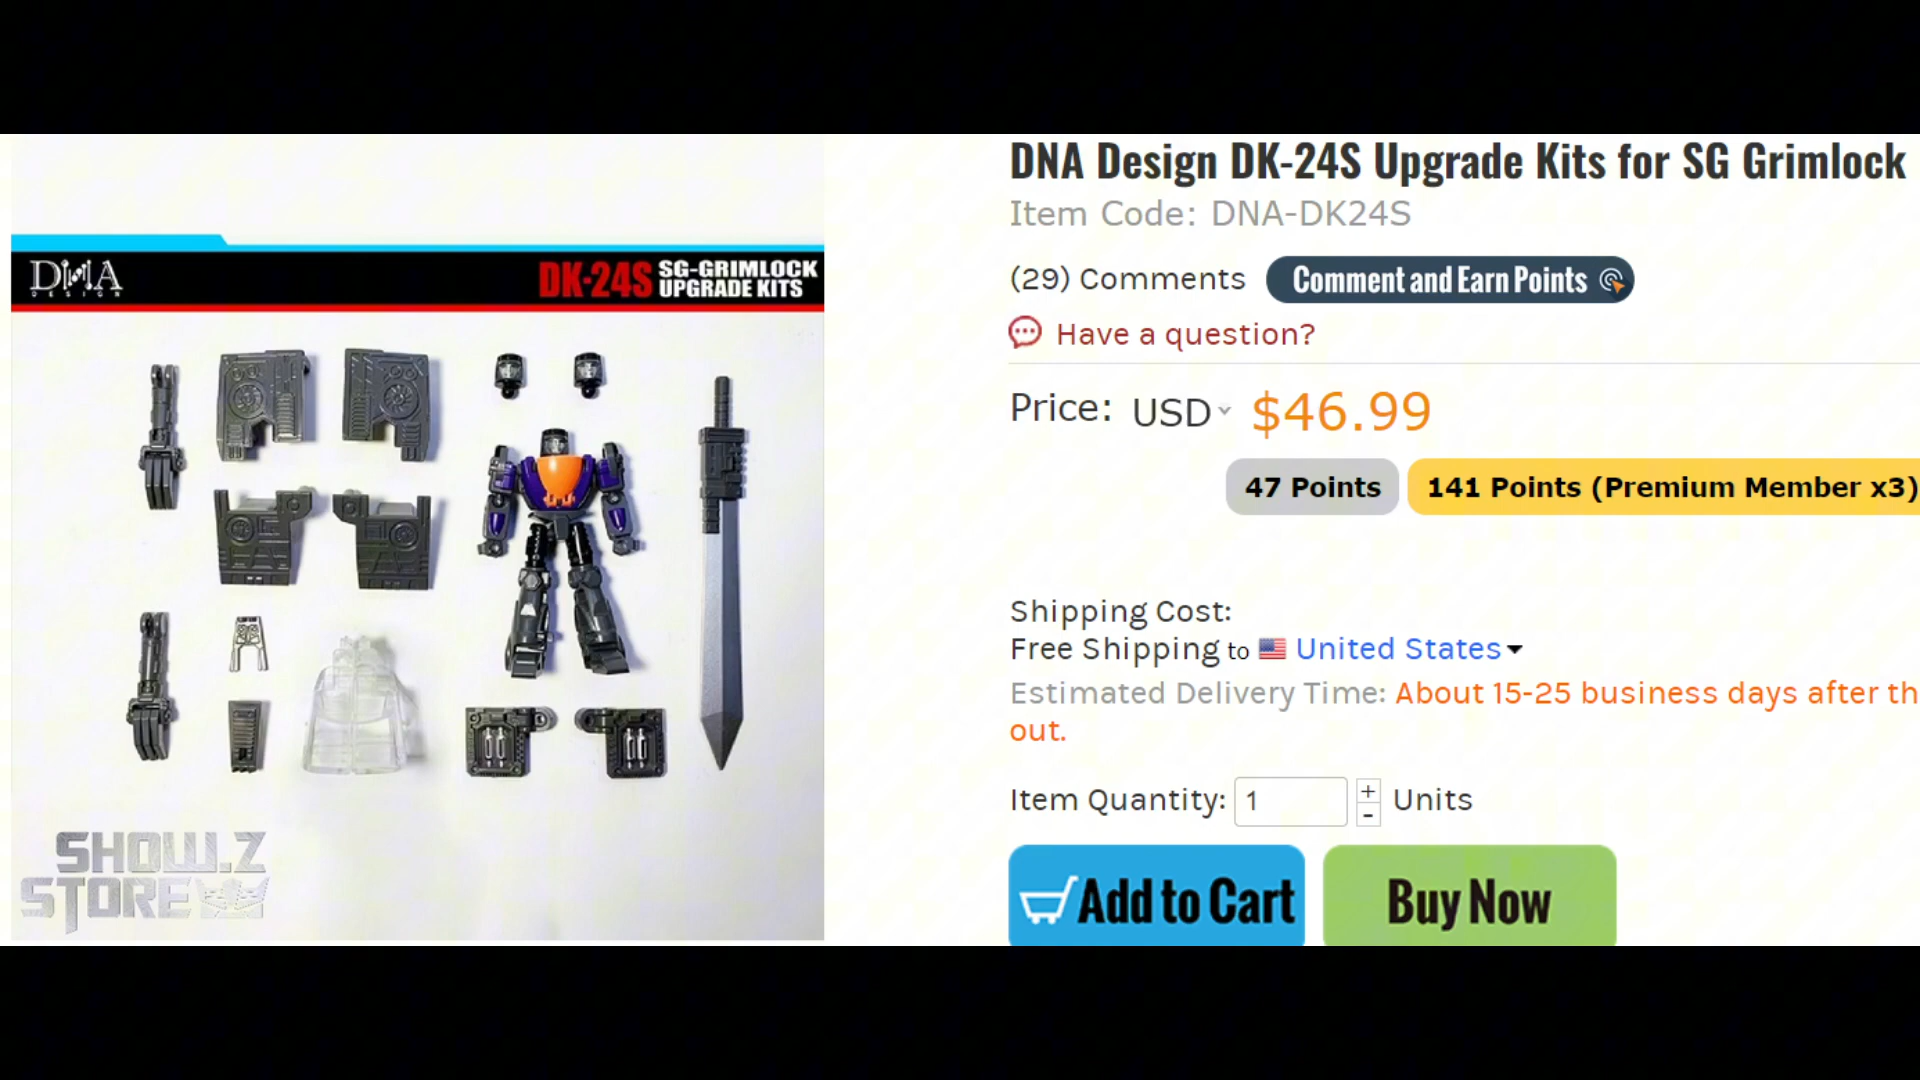 DNA
DESIGN
DK-24S SG-GRIMLOCK
UPGRADE KITS
SHOW.Z
STORE
DNA Design DK-24S Upgrade Kits for SG Grimlock
Item Code: DNA-DK24S
(29) Comments Comment and Earn Points
Have a question?
Price: USD $46.99
47 Points 141 Points (Premium Member x3)
Shipping Cost:
Free Shipping to United States
Estimated Delivery Time: About 15-25 business days after th
out.
Item Quantity: 1 + - Units
Add to Cart Buy Now